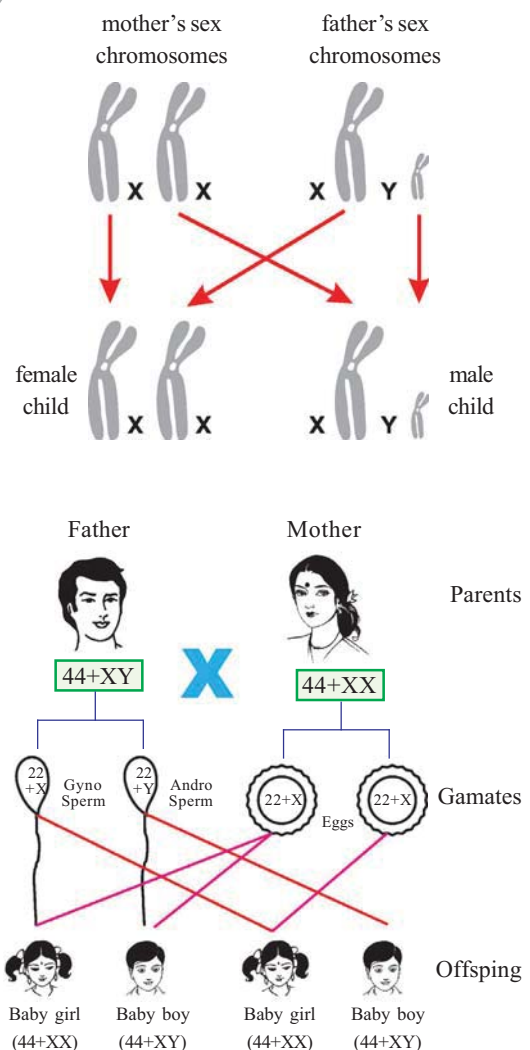 mother's sex chromosomes
father's sex chromosomes
X X X Y
female child
X X X Y
male child
Father Mother
Parents
44+XY X 44+XX
22 +X
Gyno Sperm
22 +Y
Andro Sperm
22+X
Eggs
22+X
Gamates
Offsping
Baby girl Baby boy Baby girl Baby boy
(44+XX) (44+XY) (44+XX) (44+XY)